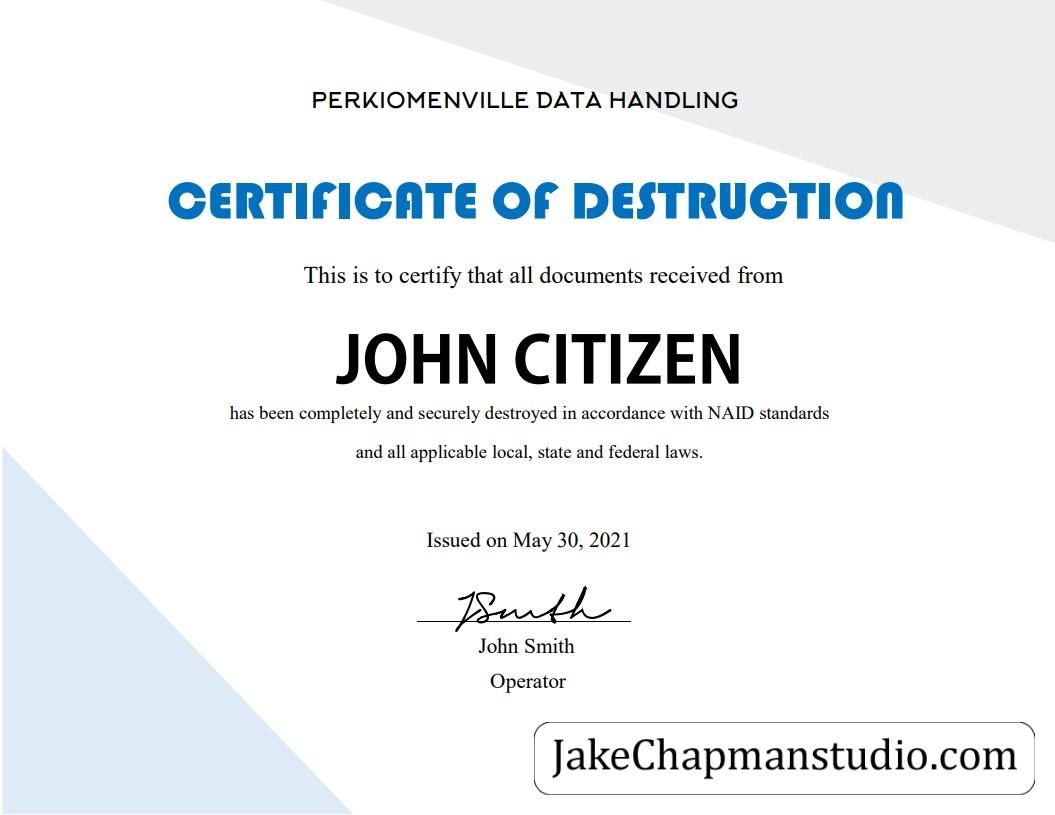 PERKIOMENVILLE DATA HANDLING
CERTIFICATE OF DESTRUCTION
This is to certify that all documents received from
JOHN CITIZEN
has been completely and securely destroyed in accordance with NAID standards
and all applicable local, state and federal laws.
Issued on May 30, 2021
JSmith
John Smith
Operator
JakeChapmanstudio.com